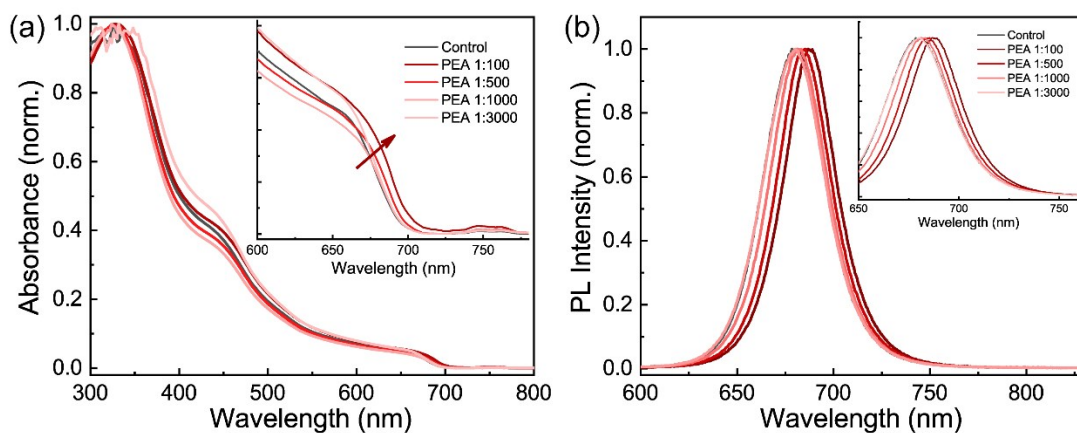 (a)
Absorbance (norm.)
1.0
0.8
0.6
0.4
0.2
0.0
300 400 500 600 700 800
Wavelength (nm)
Control
PEA 1:100
PEA 1:500
PEA 1:1000
PEA 1:3000
600 650 700 750
Wavelength (nm)
(b)
PL Intensity (norm.)
1.0
0.8
0.6
0.4
0.2
0.0
600 650 700 750 800
Wavelength (nm)
Control
PEA 1:100
PEA 1:500
PEA 1:1000
PEA 1:3000
650 700 750
Wavelength (nm)